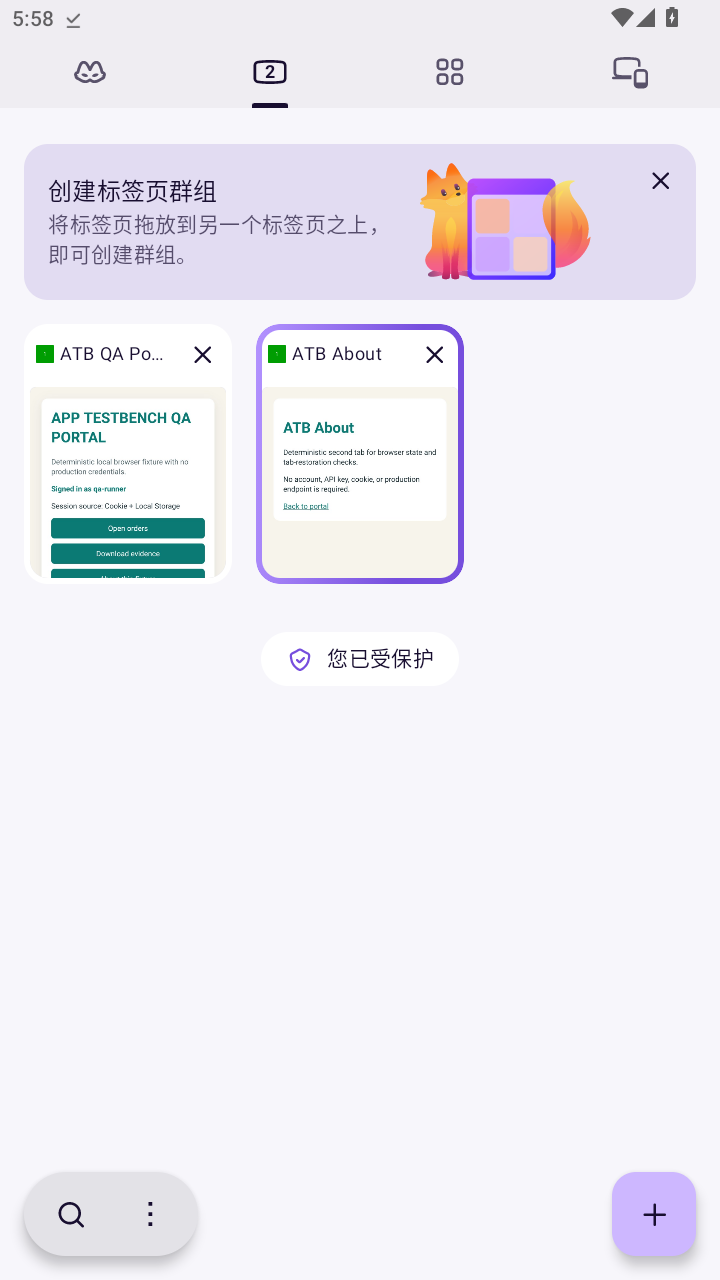 5:58
2
创建标签页群组
将标签页拖放到另一个标签页之上，
即可创建群组。
ATB QA Po...
ATB About
APP TESTBENCH QA
PORTAL
Deterministic local browser fixture with no
production credentials.
Signed in as qa-runner
Session source: Cookie + Local Storage
Open orders
Download evidence
ATB About
Deterministic second tab for browser state and
tab-restoration checks.
No account, API key, cookie, or production
endpoint is required.
Back to portal
您已受保护